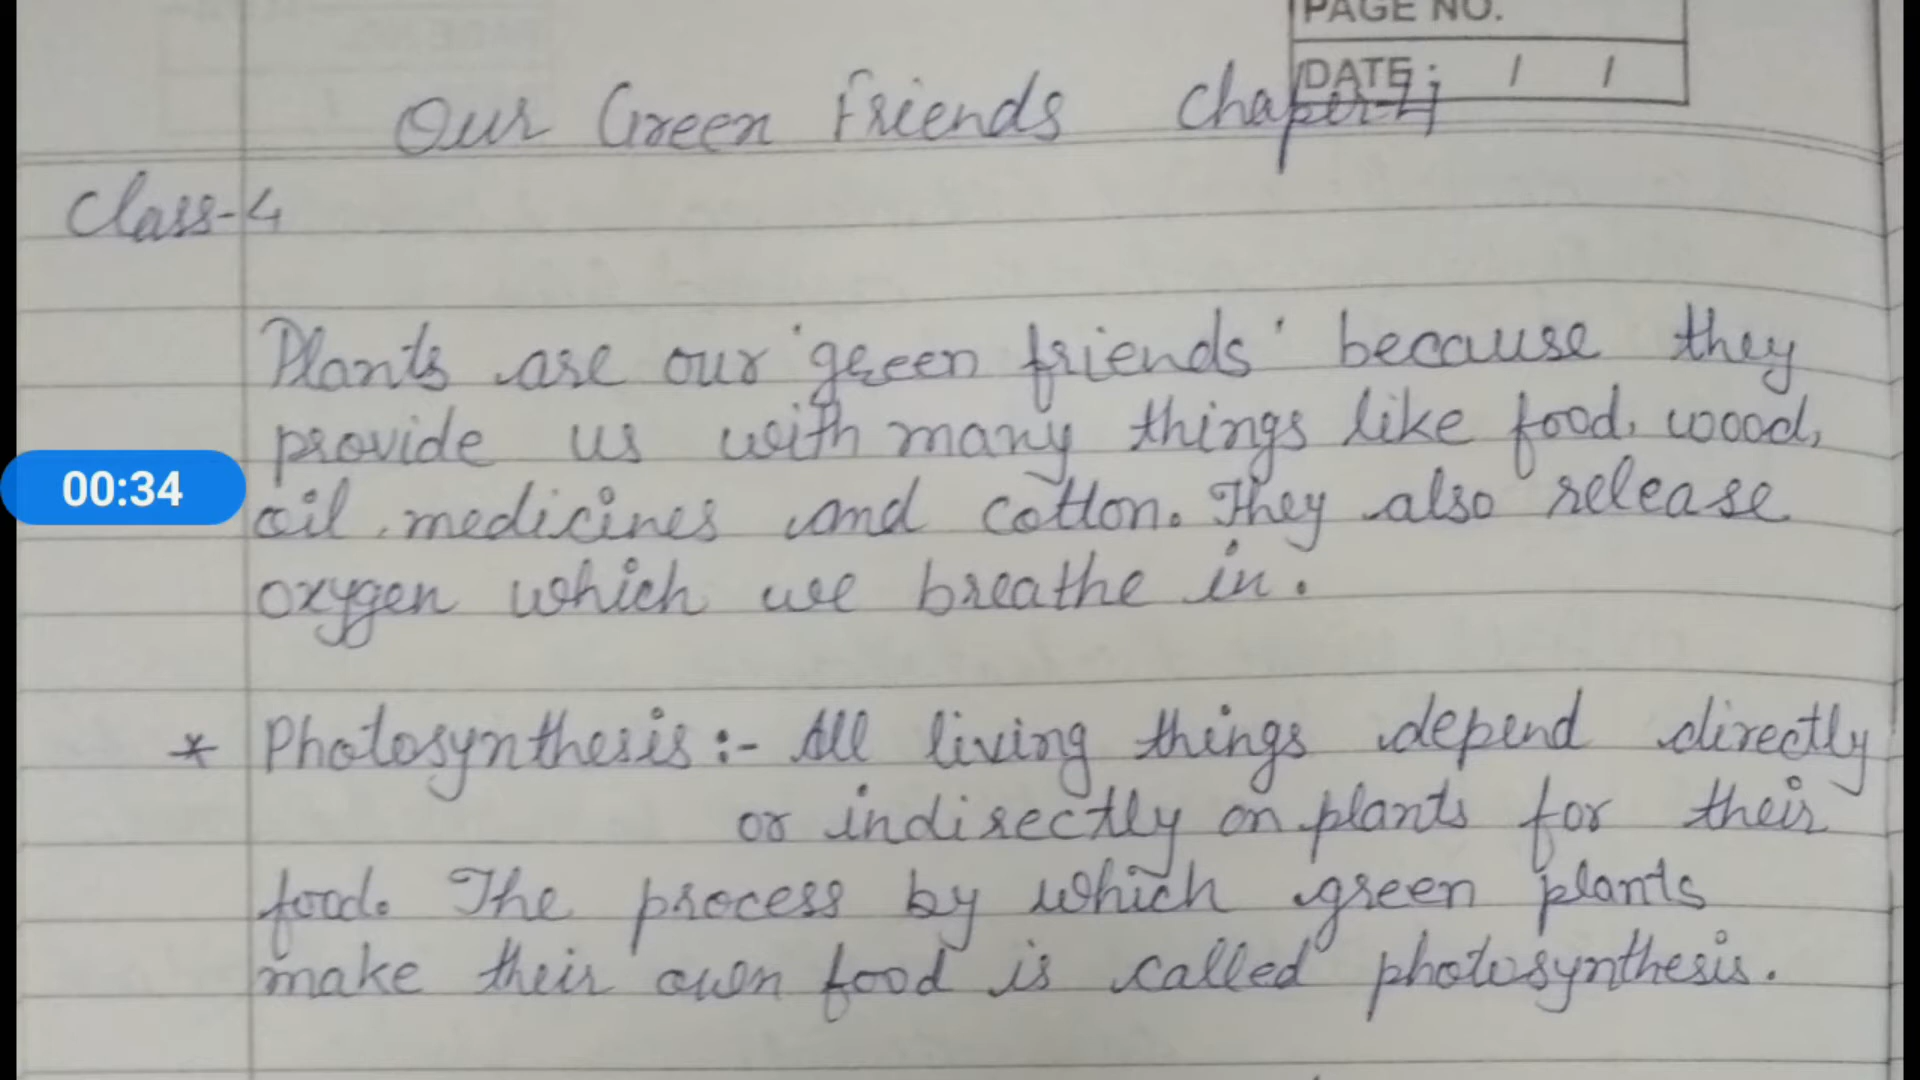 PAGE NO.
DATE: / /
Our Green Friends
Class-4
Plants are our 'green friends' because they
provide us with many things like food, wood,
oil, medicines and cotton. They also release
oxygen which we breathe in.
* Photosynthesis:- All living things depend directly
or indirectly on plants for their
food. The process by which green plants
make their own food is called photosynthesis.
00:34